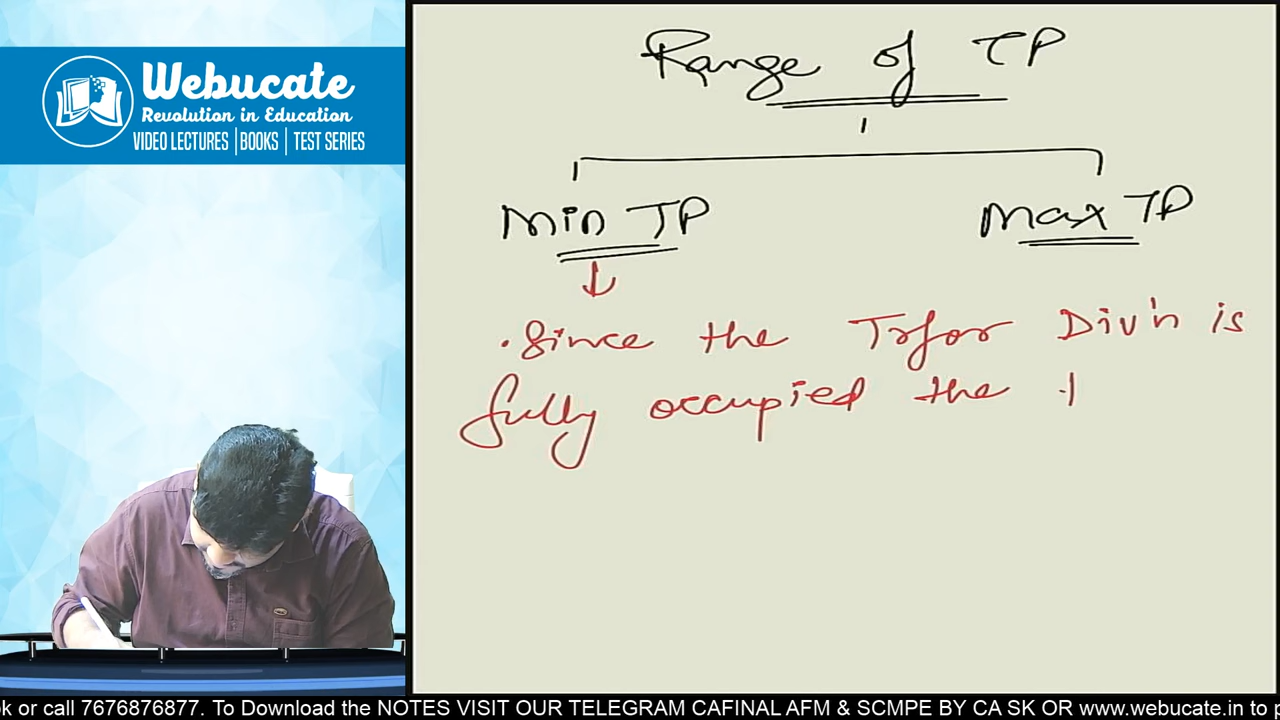 Webucate
Revolution in Education
VIDEO LECTURES | BOOKS | TEST SERIES
Range of TP
Min TP
Max TP
. Since the Trfor Div'n is
fully occupied the
ok or call 7676876877. To Download the NOTES VISIT OUR TELEGRAM CAFINAL AFM & SCMPE BY CA SK OR www.webucate.in to p